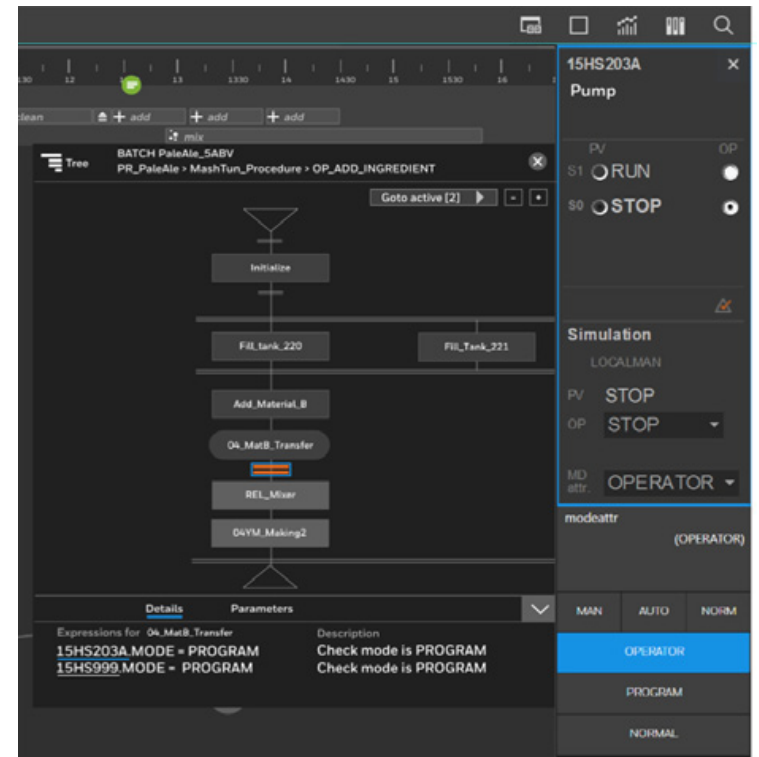 130 12 13 1330 14 1430 15 1530 16
clean + add + add + add
mix
Tree
BATCH PaleAle_5ABV
PR_PaleAle > MashTun_Procedure > OP_ADD_INGREDIENT
Goto active [2]
Initialize
Fill_tank_220
Fill_Tank_221
Add_Material_B
04_MatB_Transfer
REL_Mixer
04YM_Making2
Details Parameters
Expressions for 04_MatB_Transfer Description
15HS203A.MODE = PROGRAM Check mode is PROGRAM
15HS999.MODE = PROGRAM Check mode is PROGRAM
15HS203A
Pump
PV OP
S1 RUN
S0 STOP
Simulation
LOCALMAN
PV STOP
OP STOP
MD
attr. OPERATOR
modeattr
(OPERATOR)
MAN AUTO NORM
OPERATOR
PROGRAM
NORMAL